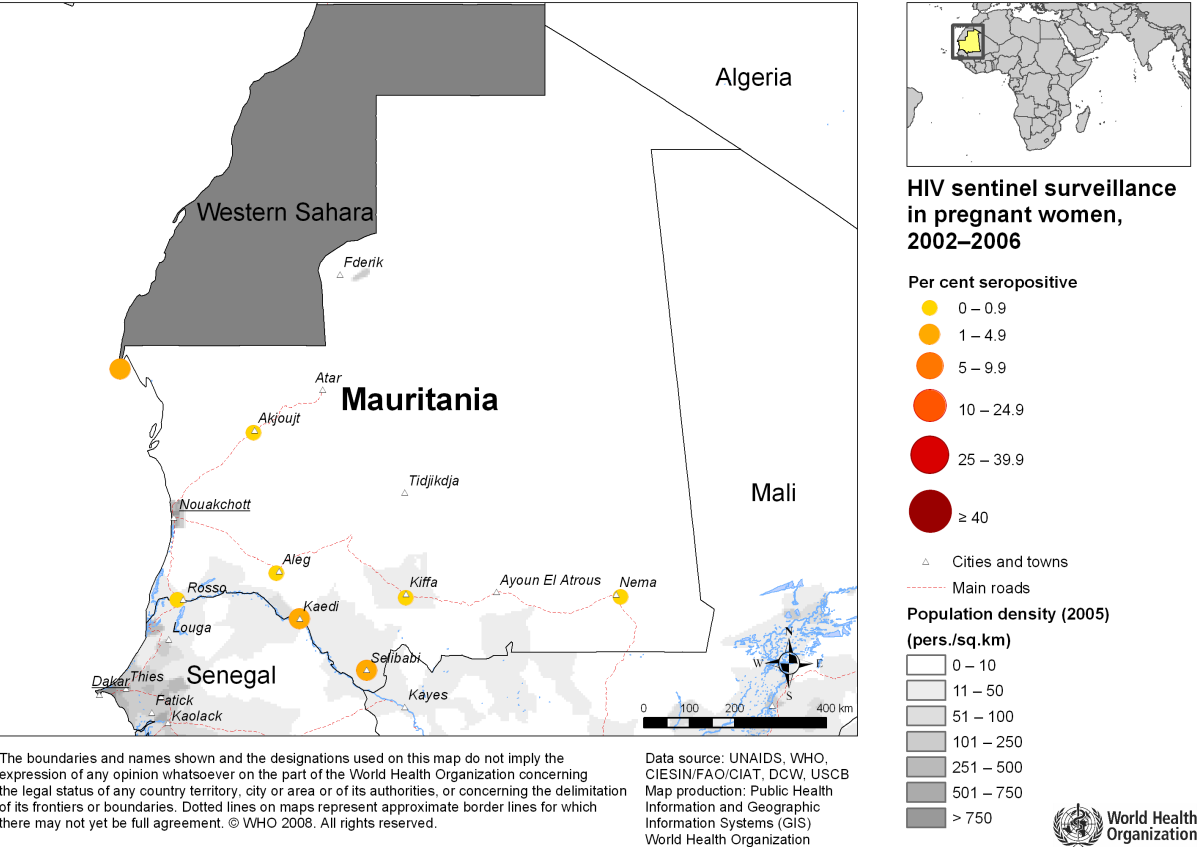 Algeria
Western Sahara
Fderik
Atar
Mauritania
Akjoujt
Tidjikdja
Mali
Nouakchott
Aleg
Kiffa
Ayoun El Atrous
Nema
Rosso
Kaedi
Louga
Selibabi
Senegal
Dakar
Thies
Fatick
Kaolack
Kayes
N
W
E
S
0 100 200 400 km
HIV sentinel surveillance
in pregnant women,
2002–2006
Per cent seropositive
0 – 0.9
1 – 4.9
5 – 9.9
10 – 24.9
25 – 39.9
≥ 40
Cities and towns
Main roads
Population density (2005)
(pers./sq.km)
0 – 10
11 – 50
51 – 100
101 – 250
251 – 500
501 – 750
> 750
The boundaries and names shown and the designations used on this map do not imply the
expression of any opinion whatsoever on the part of the World Health Organization concerning
the legal status of any country territory, city or area or of its authorities, or concerning the delimitation
of its frontiers or boundaries. Dotted lines on maps represent approximate border lines for which
there may not yet be full agreement. © WHO 2008. All rights reserved.
Data source: UNAIDS, WHO,
CIESIN/FAO/CIAT, DCW, USCB
Map production: Public Health
Information and Geographic
Information Systems (GIS)
World Health Organization
World Health
Organization